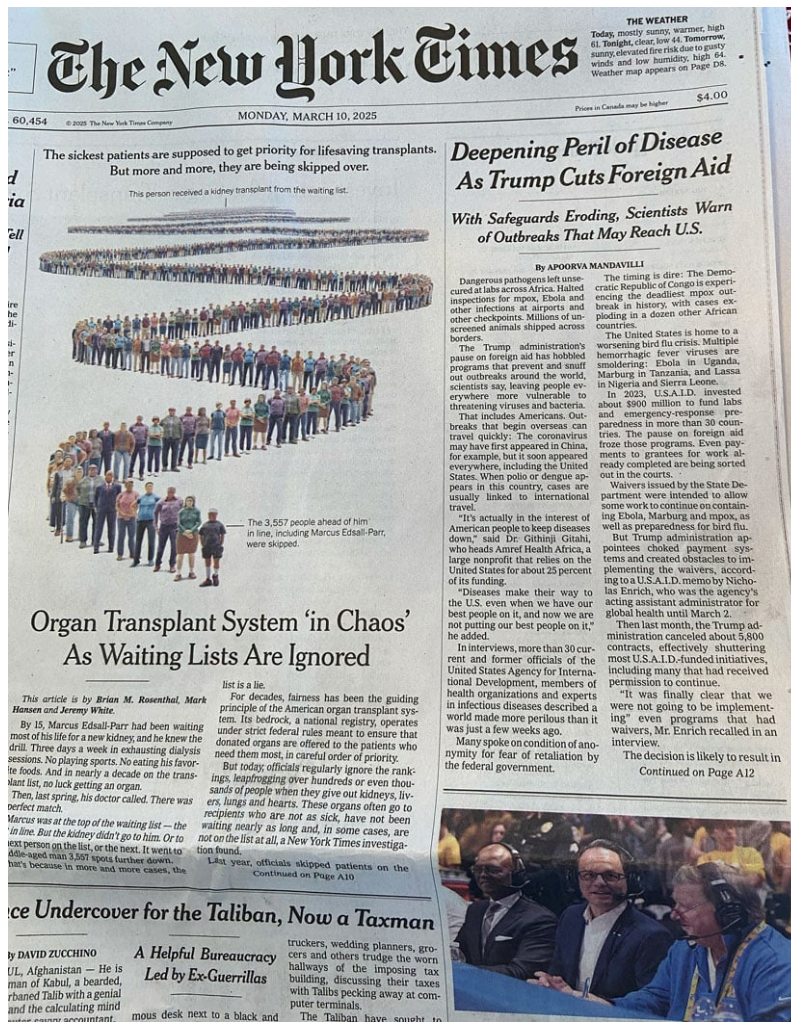 The New York Times
THE WEATHER
Today, mostly sunny, warmer, high
61. Tonight, clear, low 44. Tomorrow,
sunny, elevated fire risk due to gusty
winds and low humidity, high 64.
Weather map appears on Page D8.
60,454
© 2025 The New York Times Company
MONDAY, MARCH 10, 2025
Prices in Canada may be higher
$4.00
The sickest patients are supposed to get priority for lifesaving transplants.
But more and more, they are being skipped over.
This person received a kidney transplant from the waiting list.
The 3,557 people ahead of him
in line, including Marcus Edsall-Parr,
were skipped.
Organ Transplant System ‘in Chaos’
As Waiting Lists Are Ignored
This article is by Brian M. Rosenthal, Mark
Hansen and Jeremy White.
By 15, Marcus Edsall-Parr had been waiting
most of his life for a new kidney, and he knew the
drill. Three days a week in exhausting dialysis
sessions. No playing sports. No eating his favor-
ite foods. And in nearly a decade on the trans-
plant list, no luck getting an organ.
Then, last spring, his doctor called. There was
perfect match.
Marcus was at the top of the waiting list — the
in line. But the kidney didn't go to him. Or to
next person on the list, or the next. It went to
middle-aged man 3,557 spots further down.
hat's because in more and more cases, the
list is a lie.
For decades, fairness has been the guiding
principle of the American organ transplant sys-
tem. Its bedrock, a national registry, operates
under strict federal rules meant to ensure that
donated organs are offered to the patients who
need them most, in careful order of priority.
But today, officials regularly ignore the rank-
ings, leapfrogging over hundreds or even thou-
sands of people when they give out kidneys, liv-
ers, lungs and hearts. These organs often go to
recipients who are not as sick, have not been
waiting nearly as long and, in some cases, are
not on the list at all, a New York Times investiga-
tion found.
Last year, officials skipped patients on the
Continued on Page A10
Deepening Peril of Disease
As Trump Cuts Foreign Aid
With Safeguards Eroding, Scientists Warn
of Outbreaks That May Reach U.S.
By APOORVA MANDAVILLI
Dangerous pathogens left unse-
cured at labs across Africa. Halted
inspections for mpox, Ebola and
other infections at airports and
other checkpoints. Millions of un-
screened animals shipped across
borders.
The Trump administration's
pause on foreign aid has hobbled
programs that prevent and snuff
out outbreaks around the world,
scientists say, leaving people ev-
erywhere more vulnerable to
threatening viruses and bacteria.
That includes Americans. Out-
breaks that begin overseas can
travel quickly: The coronavirus
may have first appeared in China,
for example, but it soon appeared
everywhere, including the United
States. When polio or dengue ap-
pears in this country, cases are
usually linked to international
travel.
"It's actually in the interest of
American people to keep diseases
down," said Dr. Githinji Gitahi,
who heads Amref Health Africa, a
large nonprofit that relies on the
United States for about 25 percent
of its funding.
"Diseases make their way to
the U.S. even when we have our
best people on it, and now we are
not putting our best people on it,"
he added.
In interviews, more than 30 cur-
rent and former officials of the
United States Agency for Interna-
tional Development, members of
health organizations and experts
in infectious diseases described a
world made more perilous than it
was just a few weeks ago.
Many spoke on condition of ano-
nymity for fear of retaliation by
the federal government.
The timing is dire: The Demo-
cratic Republic of Congo is experi-
encing the deadliest mpox out-
break in history, with cases ex-
ploding in a dozen other African
countries.
The United States is home to a
worsening bird flu crisis. Multiple
hemorrhagic fever viruses are
smoldering: Ebola in Uganda,
Marburg in Tanzania, and Lassa
in Nigeria and Sierra Leone.
In 2023, U.S.A.I.D. invested
about $900 million to fund labs
and emergency-response pre-
paredness in more than 30 coun-
tries. The pause on foreign aid
froze those programs. Even pay-
ments to grantees for work al-
ready completed are being sorted
out in the courts.
Waivers issued by the State De-
partment were intended to allow
some work to continue on contain-
ing Ebola, Marburg and mpox, as
well as preparedness for bird flu.
But Trump administration ap-
pointees choked payment sys-
tems and created obstacles to im-
plementing the waivers, accord-
ing to a U.S.A.I.D. memo by Nicho-
las Enrich, who was the agency's
acting assistant administrator for
global health until March 2.
Then last month, the Trump ad-
ministration canceled about 5,800
contracts, effectively shuttering
most U.S.A.I.D.-funded initiatives,
including many that had received
permission to continue.
"It was finally clear that we
were not going to be implement-
ing" even programs that had
waivers, Mr. Enrich recalled in an
interview.
The decision is likely to result in
Continued on Page A12
ce Undercover for the Taliban, Now a Taxman
By DAVID ZUCCHINO
UL, Afghanistan — He is
man of Kabul, a bearded,
rbaned Talib with a genial
and the calculating mind
A Helpful Bureaucracy
Led by Ex-Guerrillas
mous desk next to a black and
truckers, wedding planners, gro-
cers and others trudge the worn
hallways of the imposing tax
building, discussing their taxes
with Talibs pecking away at com-
puter terminals.
The Taliban have sought to